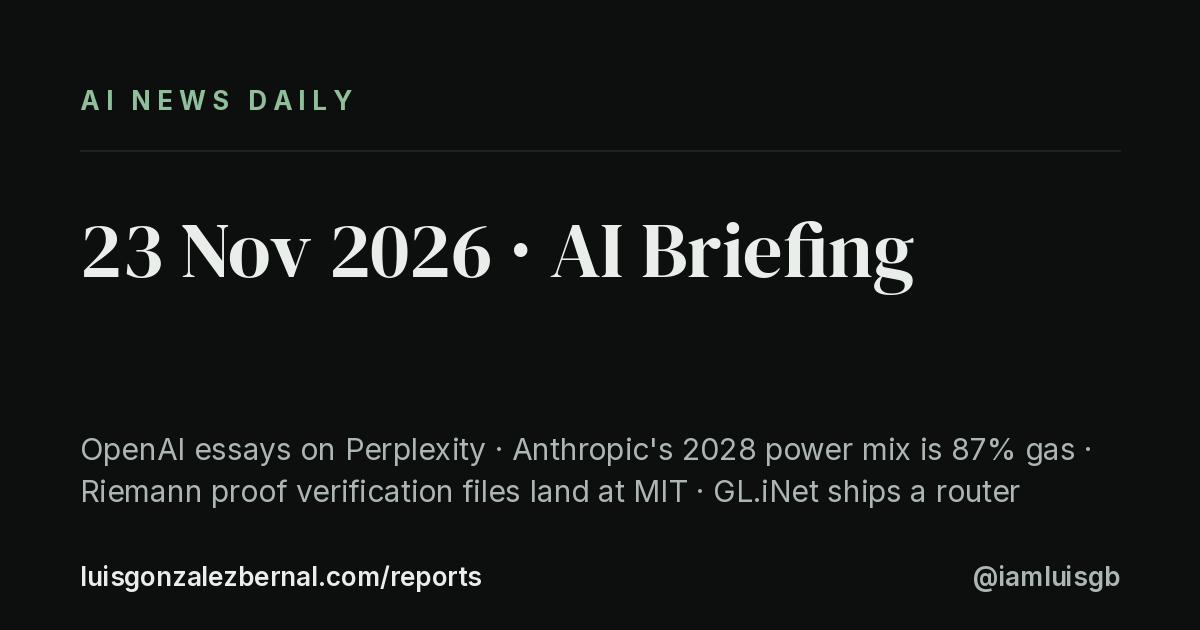 AI NEWS DAILY
23 Nov 2026 · AI Briefing
OpenAI essays on Perplexity · Anthropic's 2028 power mix is 87% gas ·
Riemann proof verification files land at MIT · GL.iNet ships a router
luisgonzalezbernal.com/reports
@iamluisgb